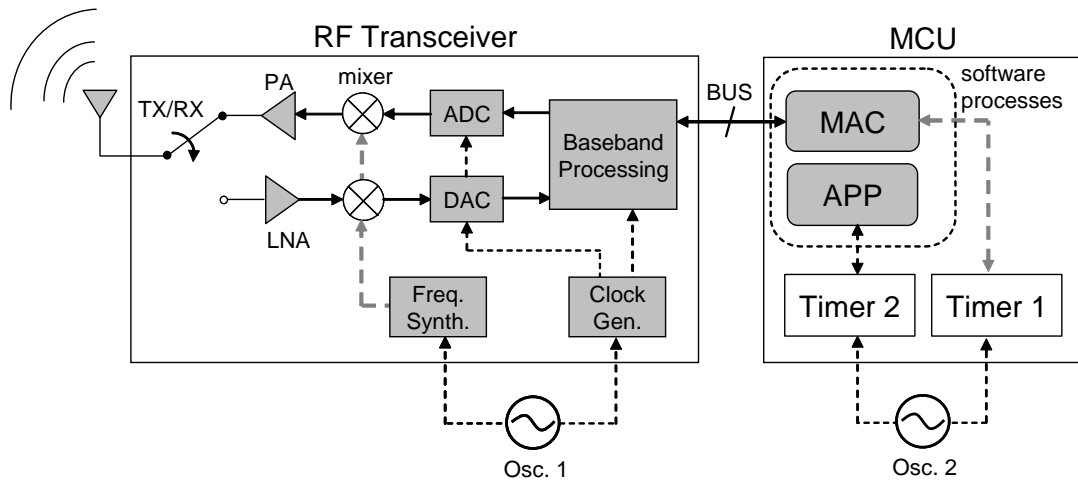 RF Transceiver
MCU
PA
mixer
TX/RX
ADC
BUS
software
processes
MAC
Baseband
Processing
DAC
APP
LNA
Freq.
Synth.
Clock
Gen.
Timer 2
Timer 1
Osc. 1
Osc. 2